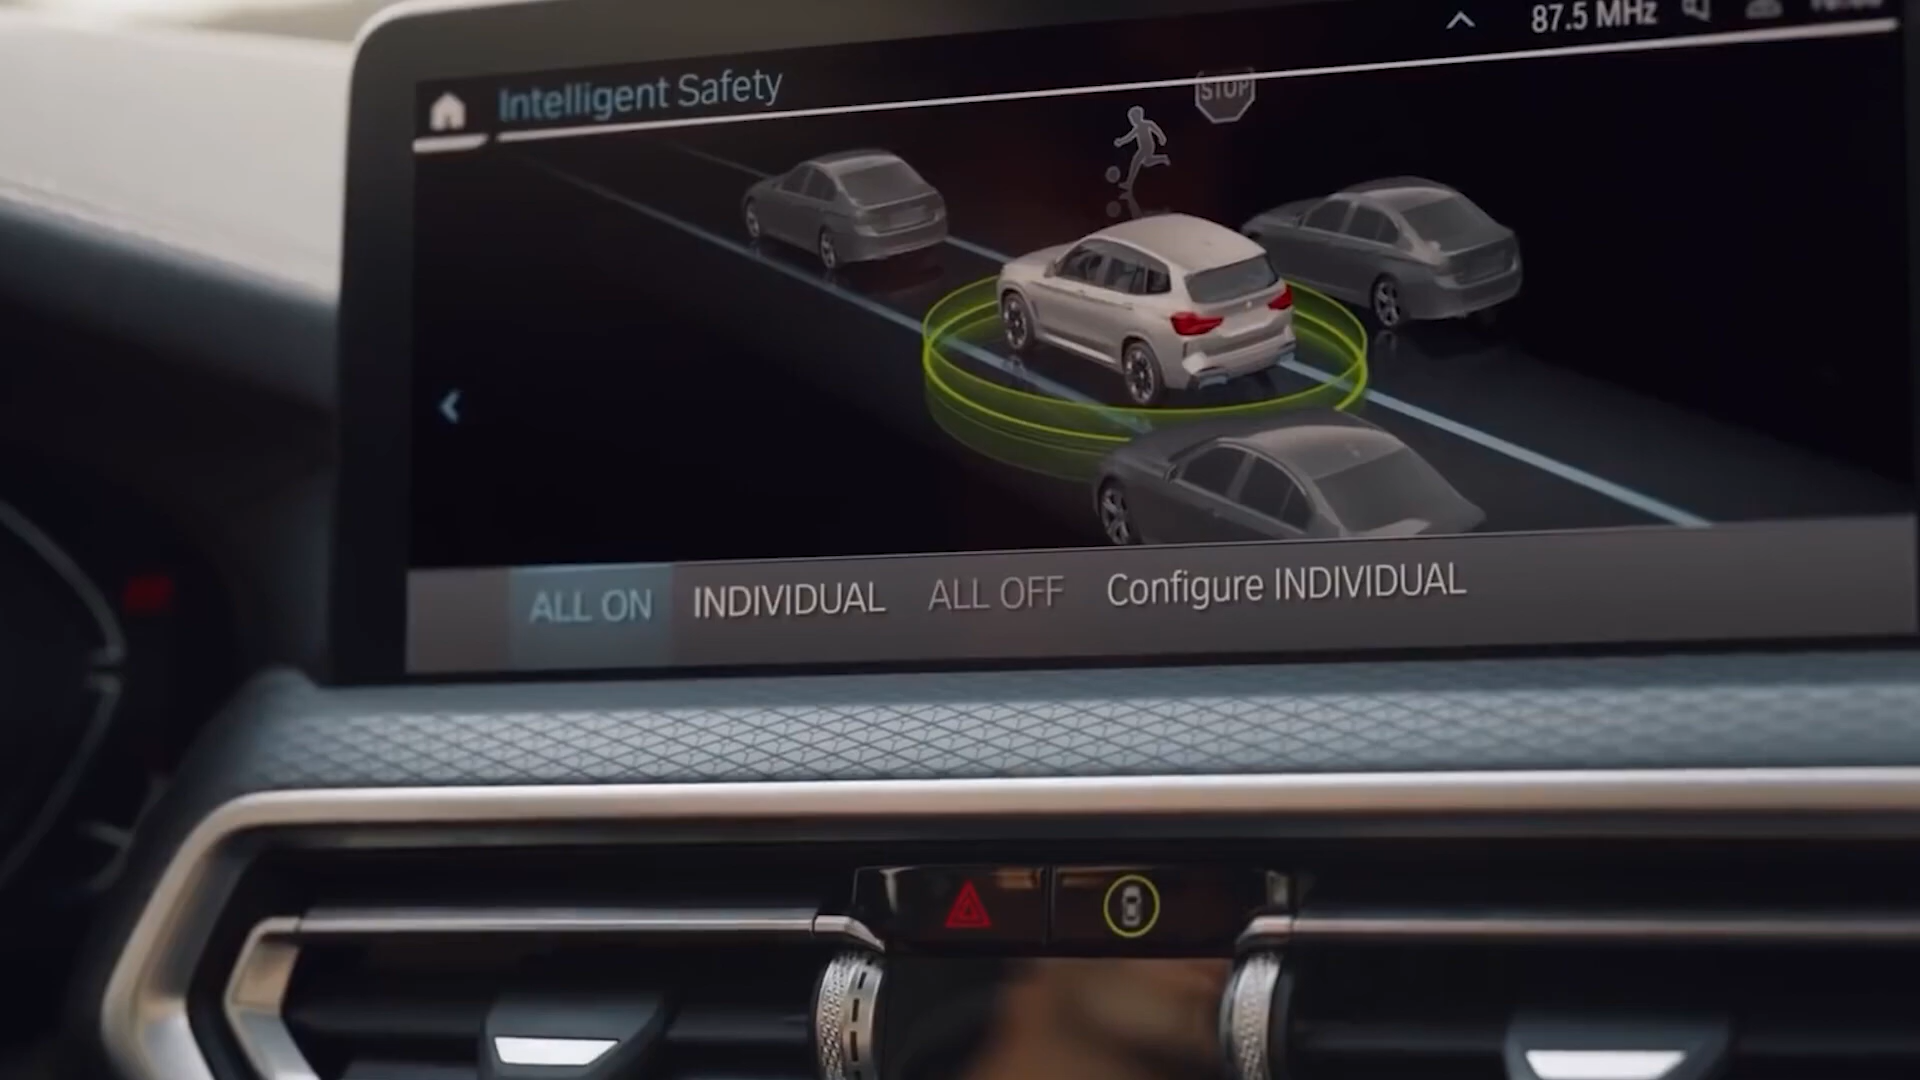 87.5 MHz
Intelligent Safety
STOP
ALL ON INDIVIDUAL ALL OFF Configure INDIVIDUAL